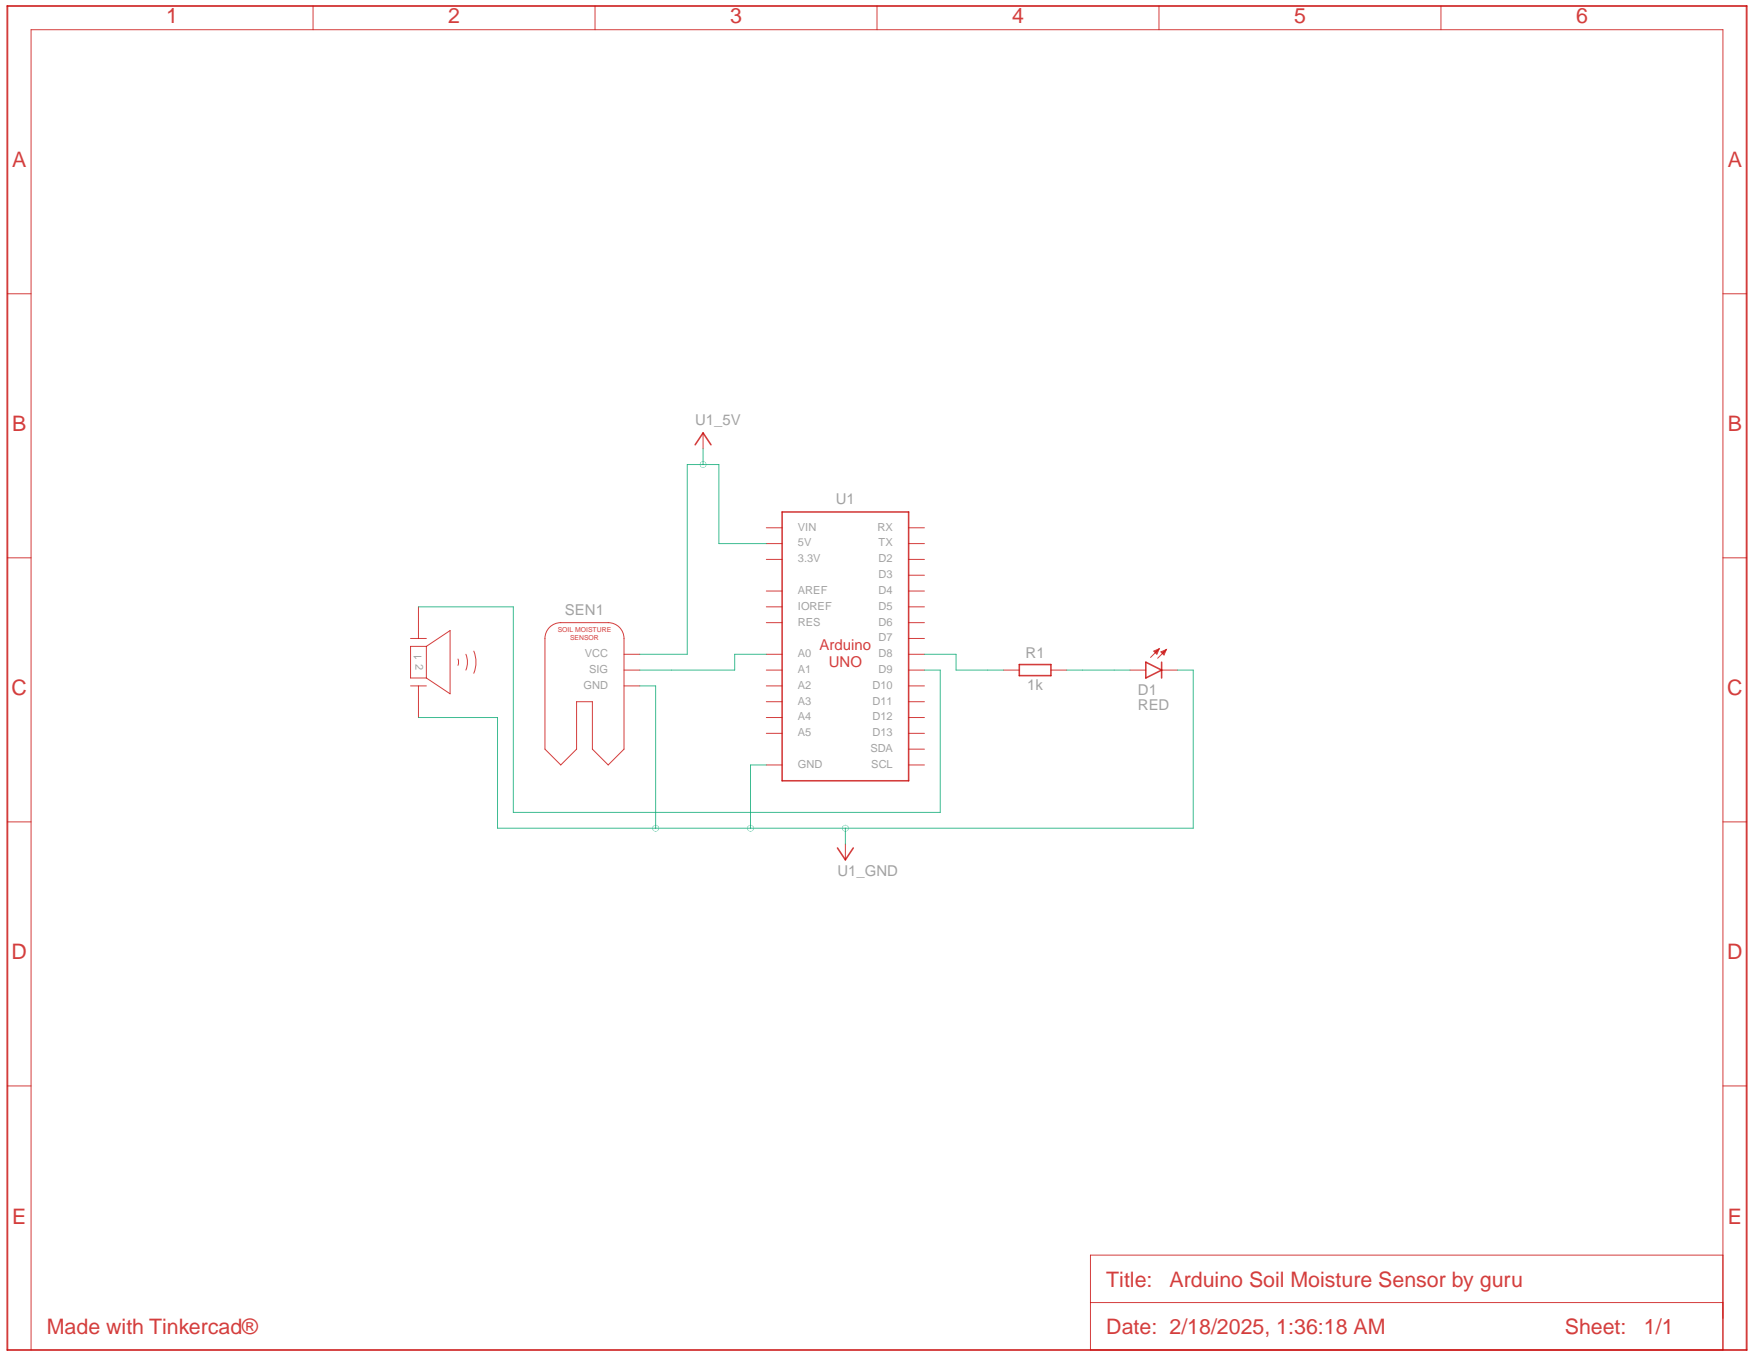 1 2 3 4 5 6
A A
B B
U1_5V
U1
VIN RX
5V TX
3.3V D2
D3
AREF D4
IOREF D5
RES D6
D7
Arduino
UNO
A0 D8
A1 D9
A2 D10
A3 D11
A4 D12
A5 D13
SDA
GND SCL
SEN1
SOIL MOISTURE
SENSOR
VCC
SIG
GND
1 2
R1
1k
D1
RED
C C
U1_GND
D D
E E
Title: Arduino Soil Moisture Sensor by guru
Made with Tinkercad®
Date: 2/18/2025, 1:36:18 AM Sheet: 1/1